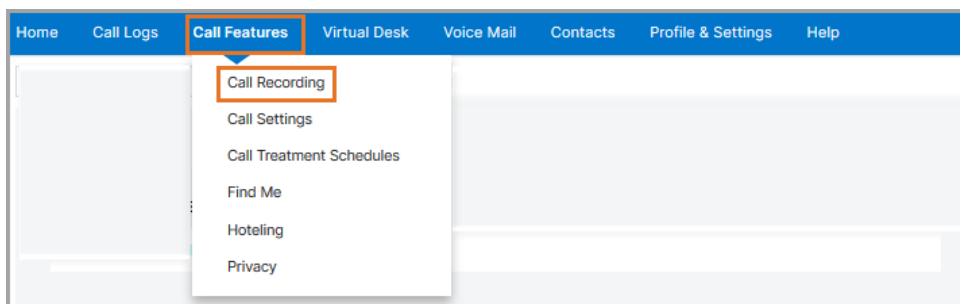 Home Call Logs Call Features Virtual Desk Voice Mail Contacts Profile & Settings Help
Call Recording
Call Settings
Call Treatment Schedules
Find Me
Hoteling
Privacy